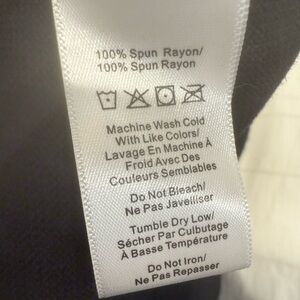 100% Spun Rayon/
100% Spun Rayon
Machine Wash Cold
With Like Colors/
Lavage En Machine À
Froid Avec Des
Couleurs Semblables
Do Not Bleach/
Ne Pas Javelliser
Tumble Dry Low/
Sécher Par Culbutage
À Basse Température
Do Not Iron/
Ne Pas Repasser